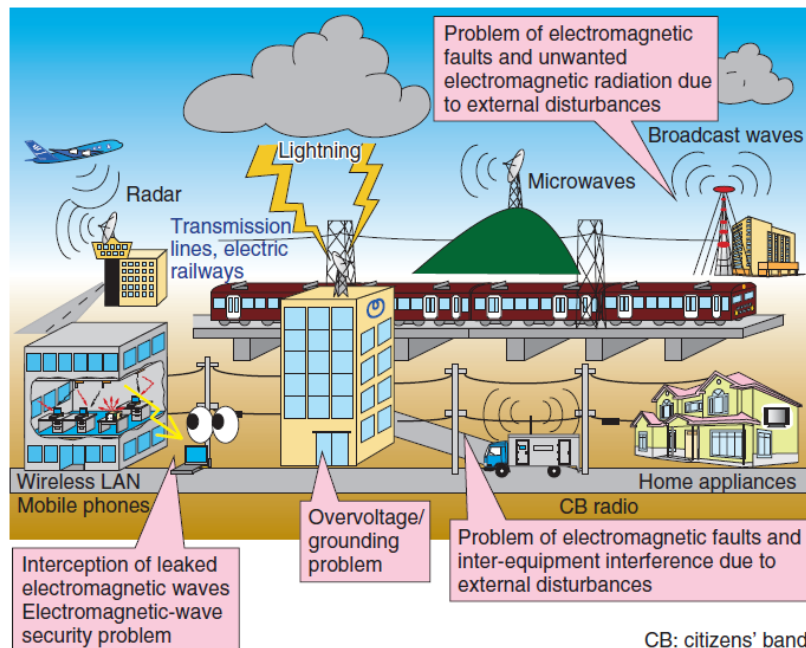 Problem of electromagnetic
faults and unwanted
electromagnetic radiation due
to external disturbances
Broadcast waves
Lightning
Microwaves
Radar
Transmission
lines, electric
railways
Wireless LAN
Mobile phones
Home appliances
CB radio
Overvoltage/
grounding
problem
Problem of electromagnetic faults and
inter-equipment interference due to
external disturbances
Interception of leaked
electromagnetic waves
Electromagnetic-wave
security problem
CB: citizens' band